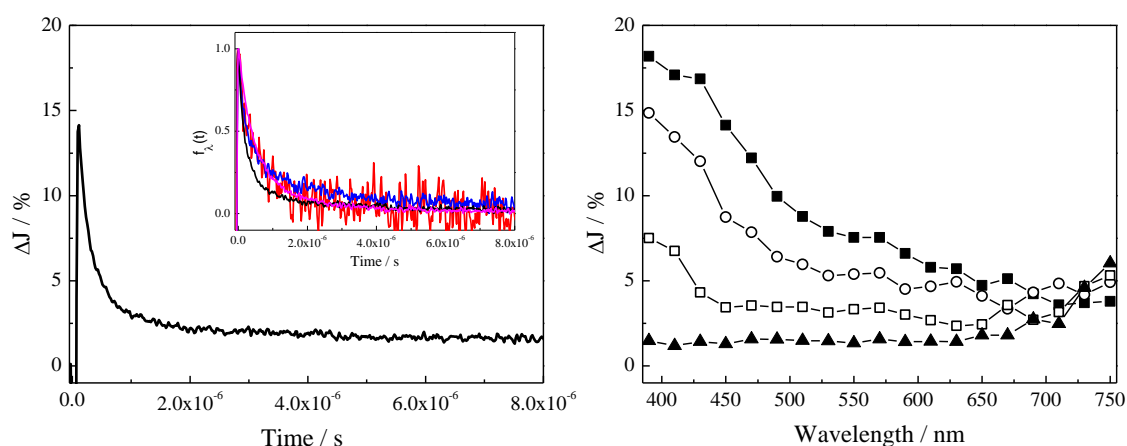 20
15
10
5
0
ΔJ / %
0.0
2.0x10⁻⁶
4.0x10⁻⁶
6.0x10⁻⁶
8.0x10⁻⁶
Time / s
1.0
0.5
0.0
f_λ(t)
0.0
2.0x10⁻⁶
4.0x10⁻⁶
6.0x10⁻⁶
8.0x10⁻⁶
Time / s
20
15
10
5
0
ΔJ / %
400 450 500 550 600 650 700 750
Wavelength / nm